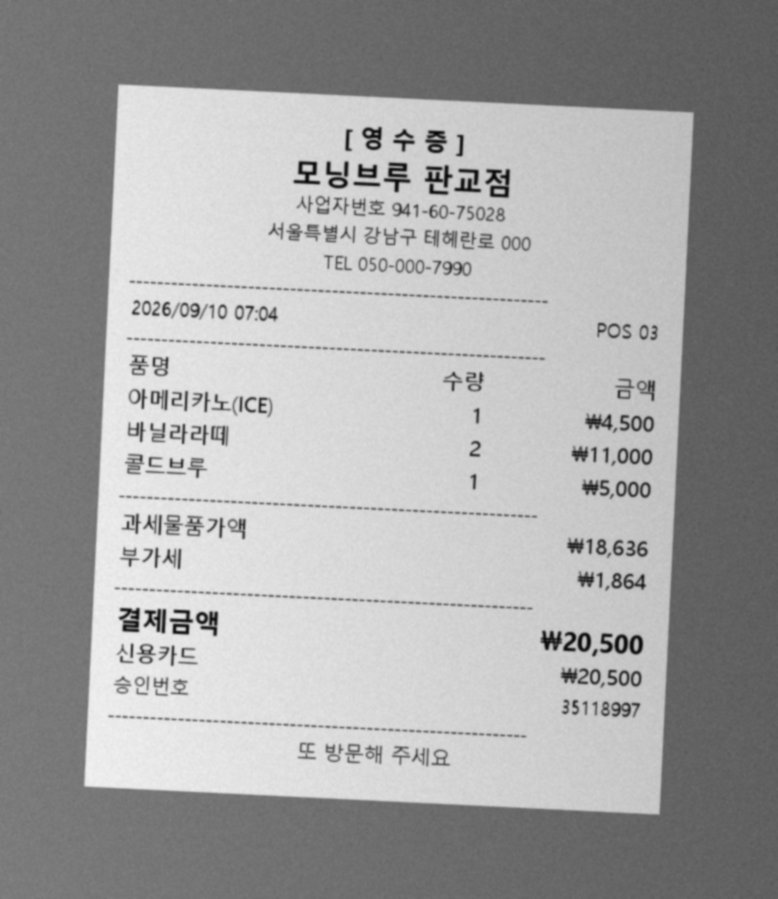 [ 영 수 증 ]
모닝브루 판교점
사업자번호 941-60-75028
서울특별시 강남구 테헤란로 000
TEL 050-000-7990
2026/09/10 07:04 POS 03
품명 수량 금액
아메리카노(ICE) 1 ₩4,500
바닐라라떼 2 ₩11,000
콜드브루 1 ₩5,000
과세물품가액 ₩18,636
부가세 ₩1,864
결제금액 ₩20,500
신용카드 ₩20,500
승인번호 35118997
또 방문해 주세요